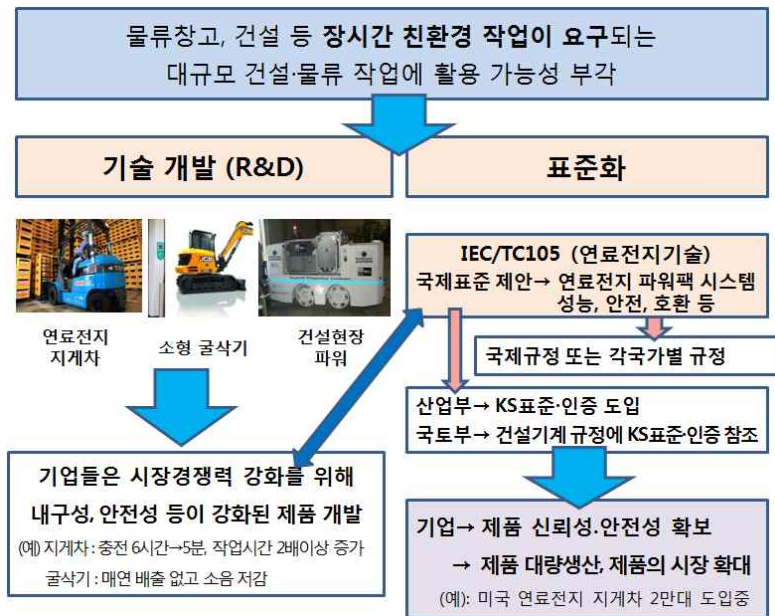 물류창고, 건설 등 장시간 친환경 작업이 요구되는
대규모 건설·물류 작업에 활용 가능성 부각
기술 개발 (R&D)
표준화
연료전지
지게차
소형 굴삭기
건설현장
파워
IEC/TC105 (연료전지기술)
국제표준 제안→ 연료전지 파워팩 시스템
성능, 안전, 호환 등
국제규정 또는 각국가별 규정
산업부→ KS표준·인증 도입
국토부→ 건설기계 규정에 KS표준·인증 참조
기업들은 시장경쟁력 강화를 위해
내구성, 안전성 등이 강화된 제품 개발
(예) 지게차 : 충전 6시간→5분, 작업시간 2배이상 증가
굴삭기 : 매연 배출 없고 소음 저감
기업→ 제품 신뢰성.안전성 확보
→ 제품 대량생산, 제품의 시장 확대
(예): 미국 연료전지 지게차 2만대 도입중